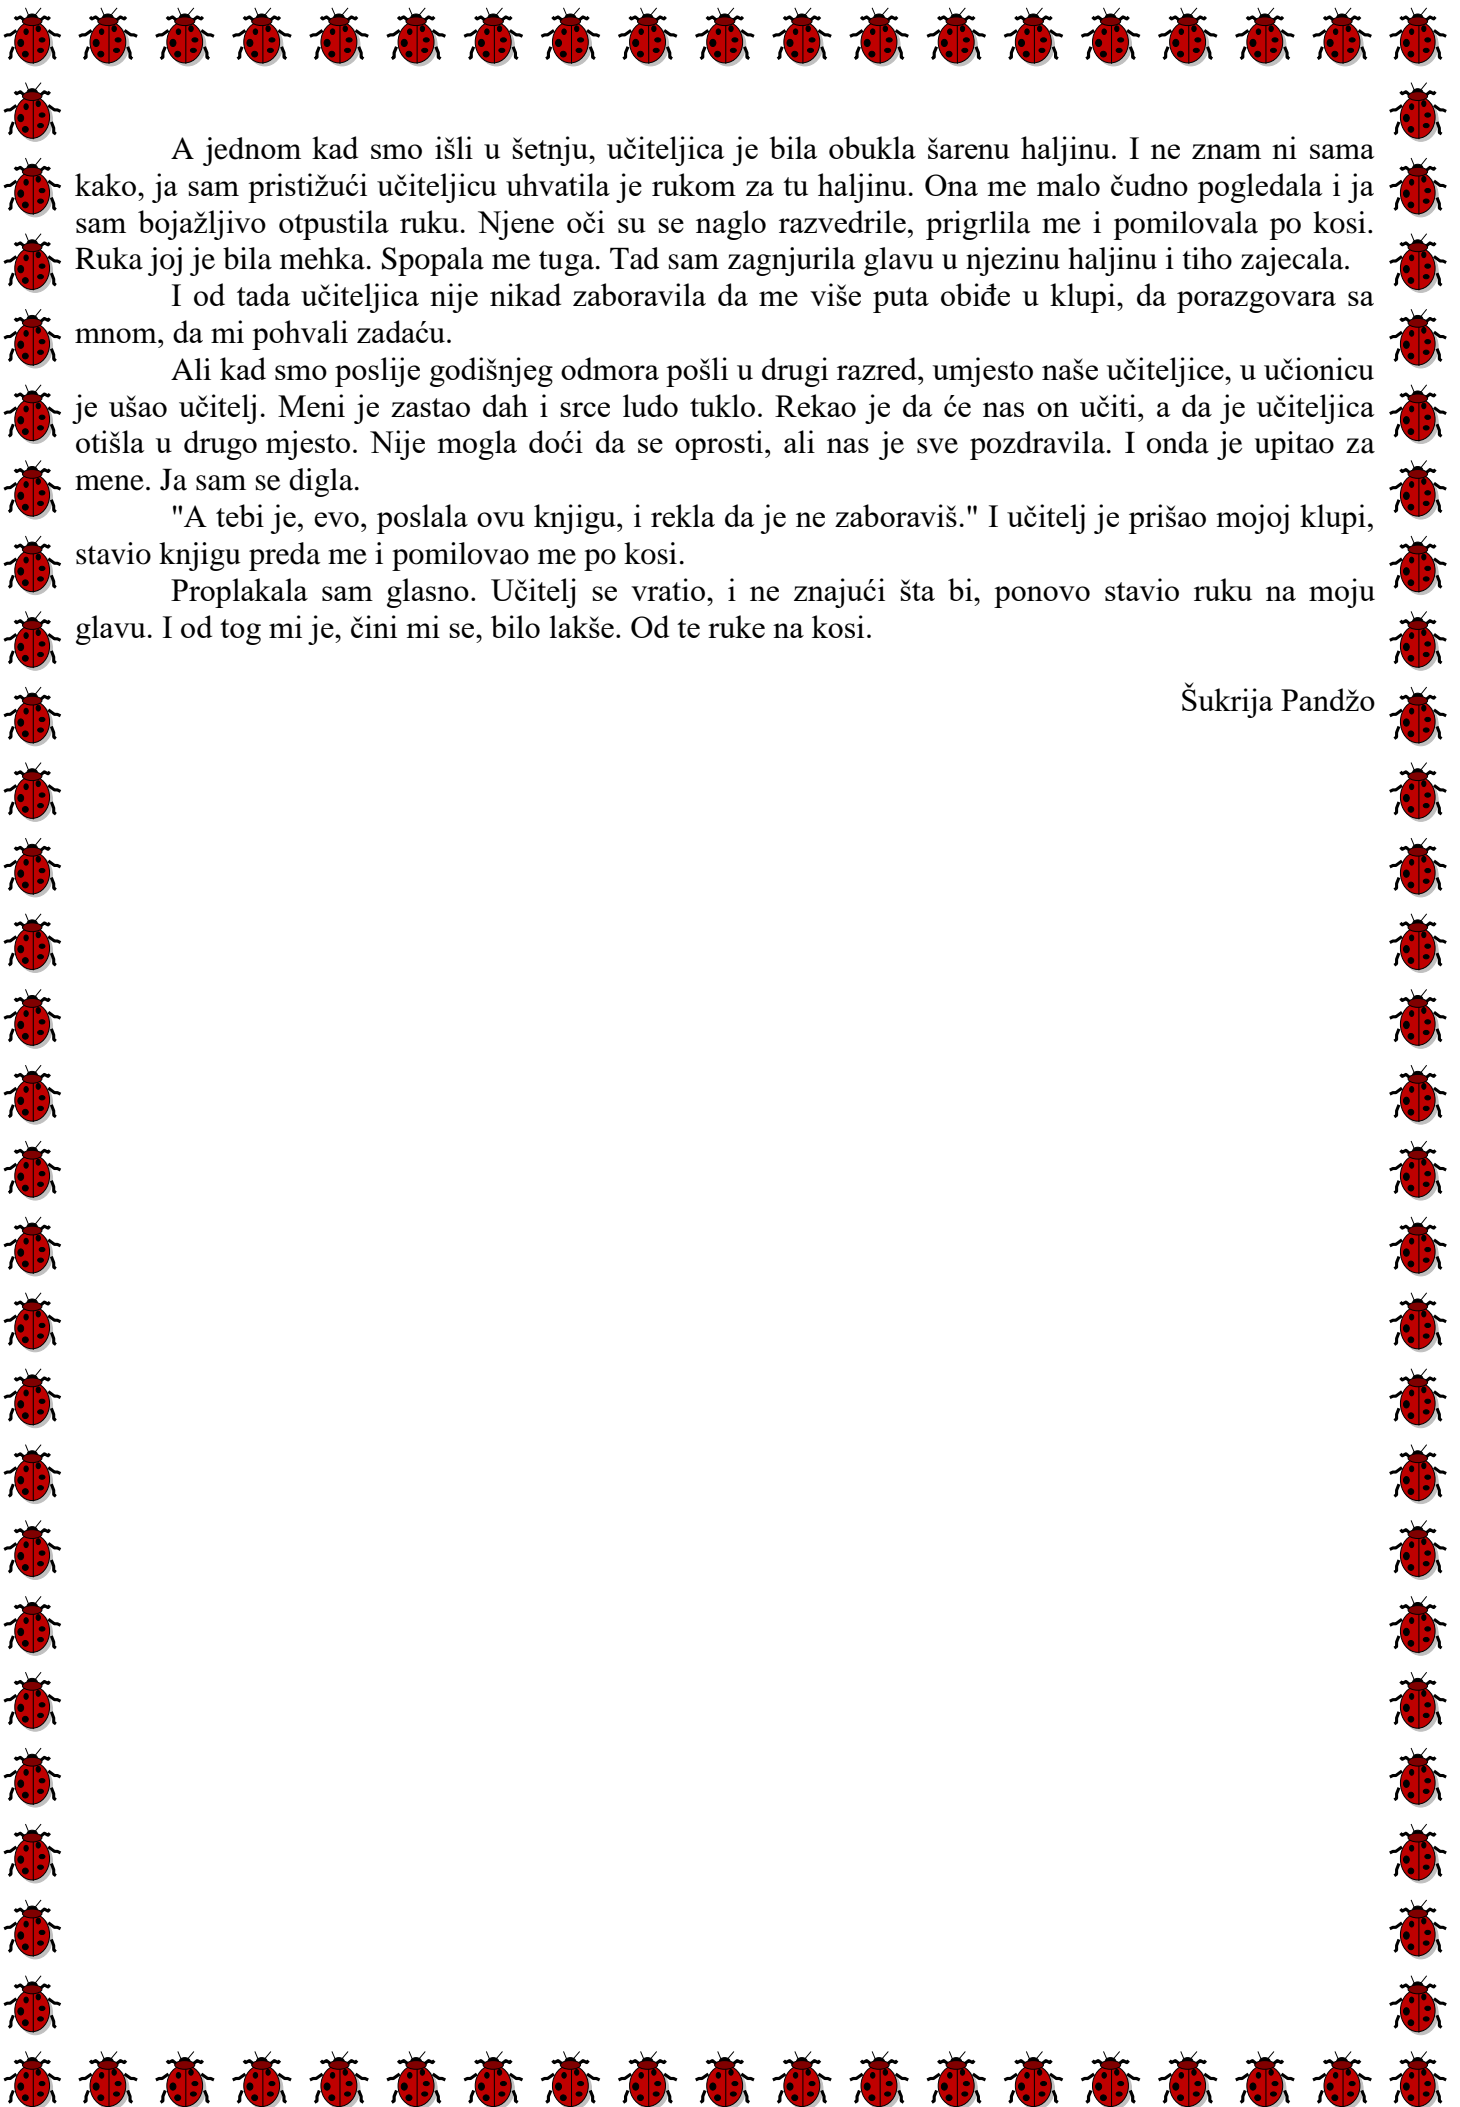 A jednom kad smo išli u šetnju, učiteljica je bila obukla šarenu haljinu. I ne znam ni sama
kako, ja sam pristižući učiteljicu uhvatila je rukom za tu haljinu. Ona me malo čudno pogledala i ja
sam bojažljivo otpustila ruku. Njene oči su se naglo razvedrile, prigrlila me i pomilovala po kosi.
Ruka joj je bila mehka. Spopala me tuga. Tad sam zagnjurila glavu u njezinu haljinu i tiho zajecala.
I od tada učiteljica nije nikad zaboravila da me više puta obiđe u klupi, da porazgovara sa
mnom, da mi pohvali zadaću.
Ali kad smo poslije godišnjeg odmora pošli u drugi razred, umjesto naše učiteljice, u učionicu
je ušao učitelj. Meni je zastao dah i srce ludo tuklo. Rekao je da će nas on učiti, a da je učiteljica
otišla u drugo mjesto. Nije mogla doći da se oprosti, ali nas je sve pozdravila. I onda je upitao za
mene. Ja sam se digla.
"A tebi je, evo, poslala ovu knjigu, i rekla da je ne zaboraviš." I učitelj je prišao mojoj klupi,
stavio knjigu preda me i pomilovao me po kosi.
Proplakala sam glasno. Učitelj se vratio, i ne znajući šta bi, ponovo stavio ruku na moju
glavu. I od tog mi je, čini mi se, bilo lakše. Od te ruke na kosi.
Šukrija Pandžo